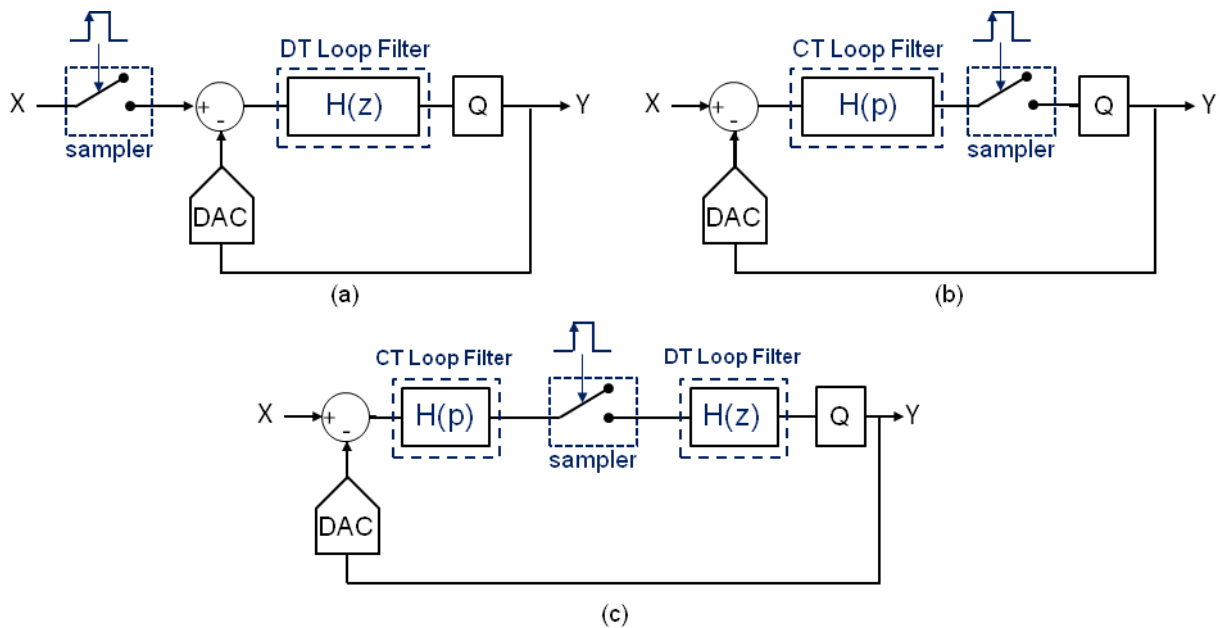 DT Loop Filter
X
+
-
H(z)
Q
Y
sampler
DAC
(a)
CT Loop Filter
X
+
-
H(p)
sampler
Q
Y
DAC
(b)
CT Loop Filter
DT Loop Filter
X
+
-
H(p)
sampler
H(z)
Q
Y
DAC
(c)